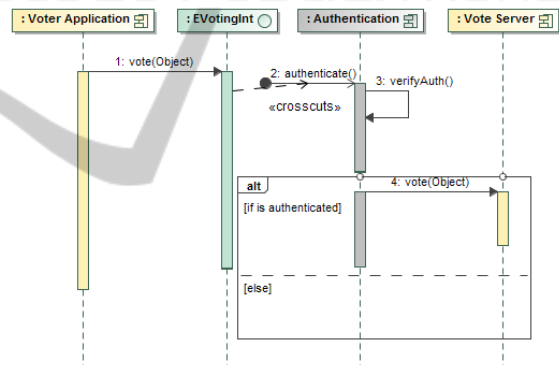 : Voter Application
: EVotingInt
: Authentication
: Vote Server
1: vote(Object)
2: authenticate()
3: verifyAuth()
«crosscuts»
alt
4: vote(Object)
[if is authenticated]
[else]